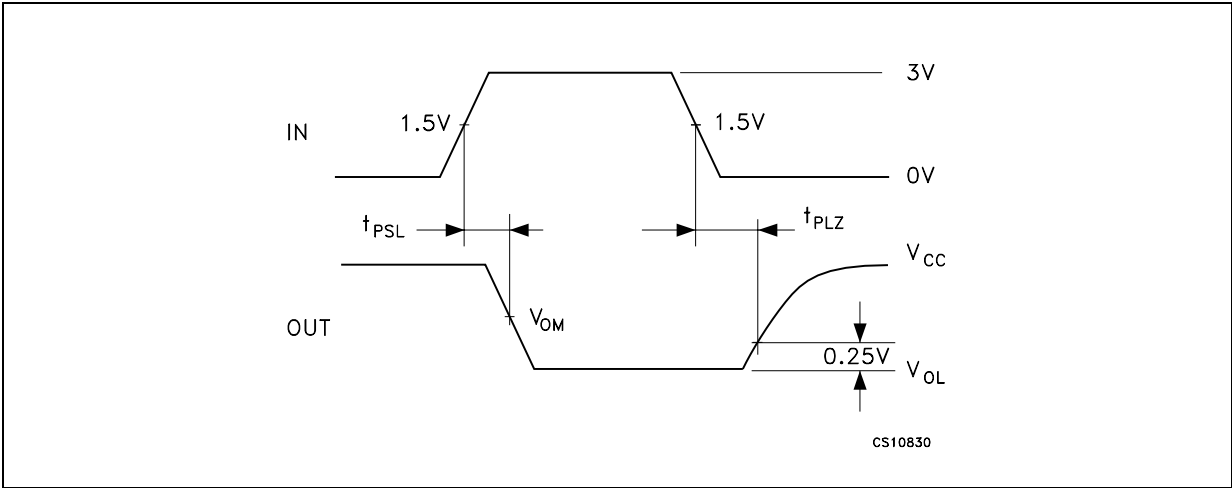 3V
1.5V
1.5V
IN
0V
tPSL
tPLZ
VCC
VOM
OUT
0.25V
VOL
CS10830